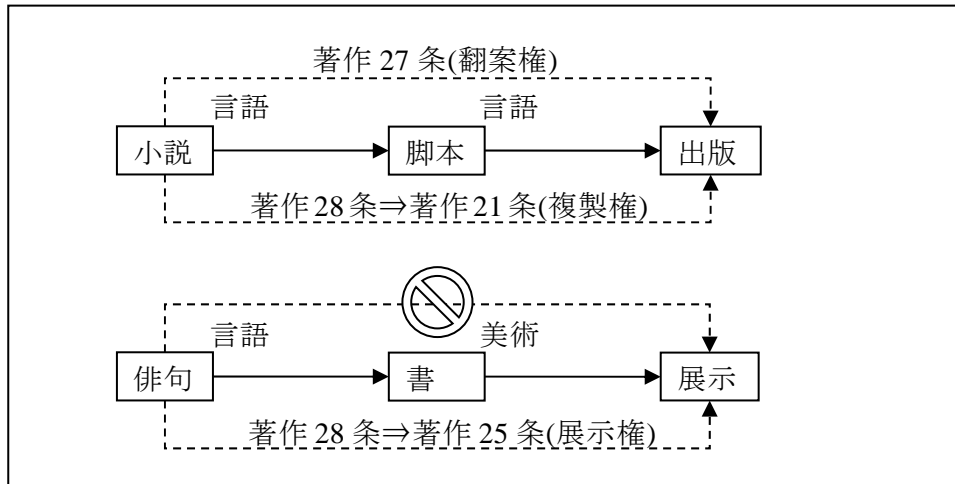 著作 27 条(翻案権)
言語 言語
小説 脚本 出版
著作 28 条⇒著作 21 条(複製権)
言語 美術
俳句 書 展示
著作 28 条⇒著作 25 条(展示権)